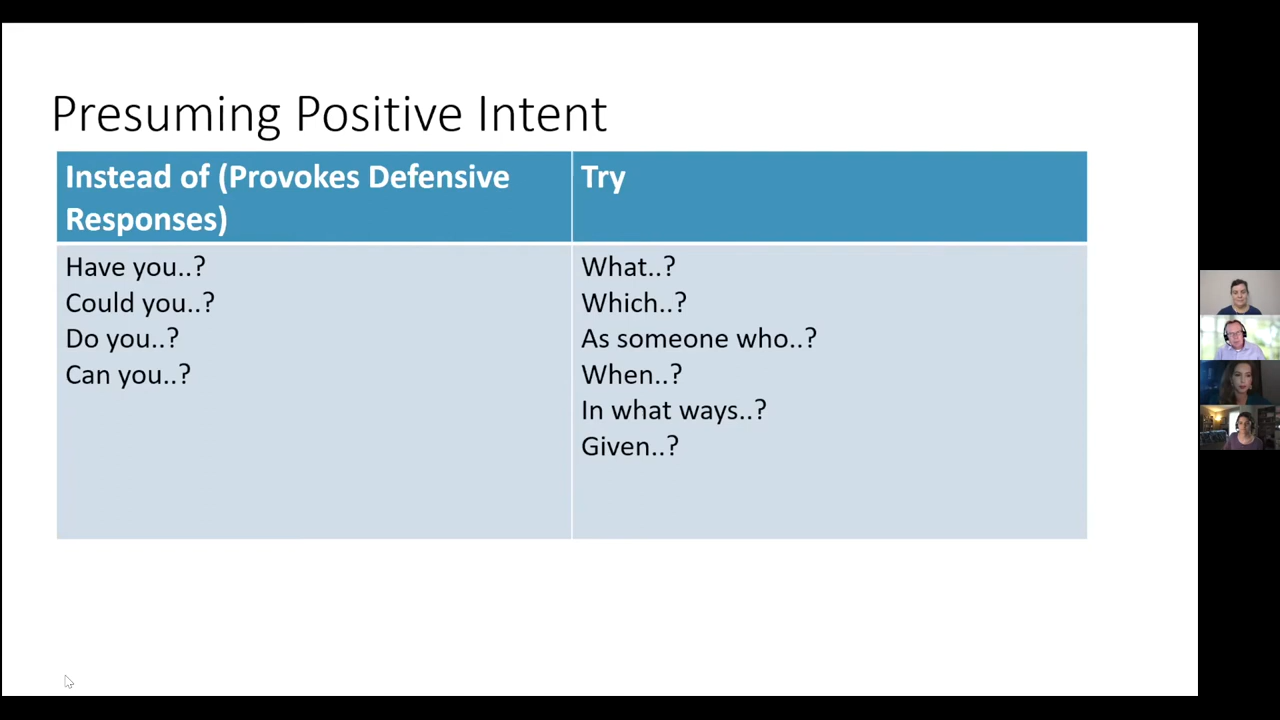 Presuming Positive Intent
Instead of (Provokes Defensive
Responses)
Try
Have you..?
Could you..?
Do you..?
Can you..?
What..?
Which..?
As someone who..?
When..?
In what ways..?
Given..?